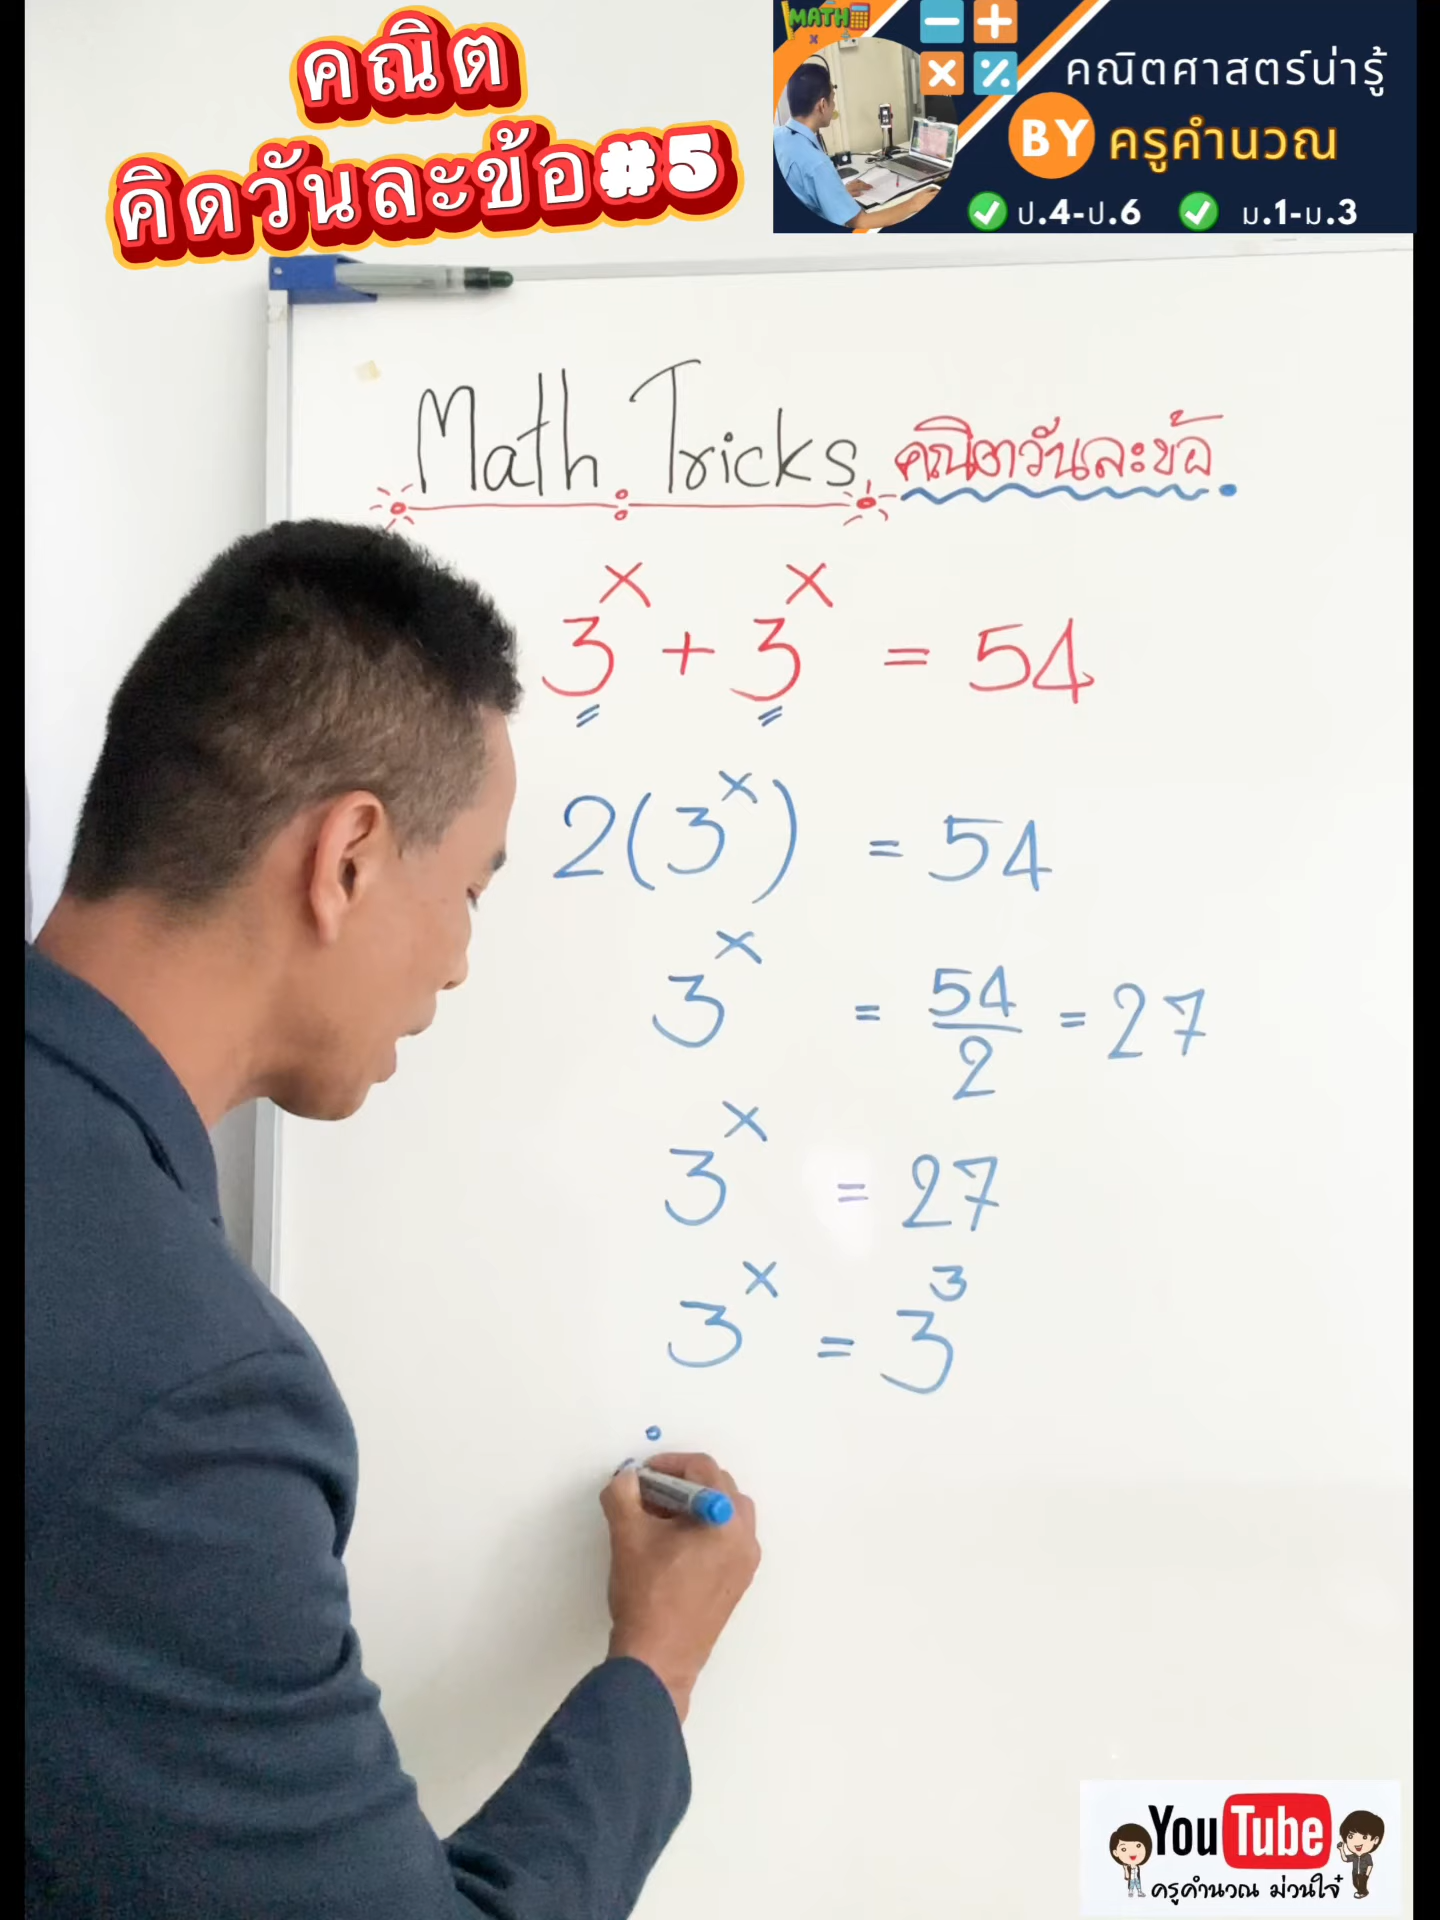 คณิต
คิดวันละข้อ#5
MATH
คณิตศาสตร์น่ารู้
BY ครูคำนวณ
ป.4-ป.6 ม.1-ม.3
Math Tricks คณิตวันละข้อ
3^x + 3^x = 54
2(3^x) = 54
3^x = 54/2 = 27
3^x = 27
3^x = 3^3
YouTube
ครูคำนวณ ม่วนใจ๋